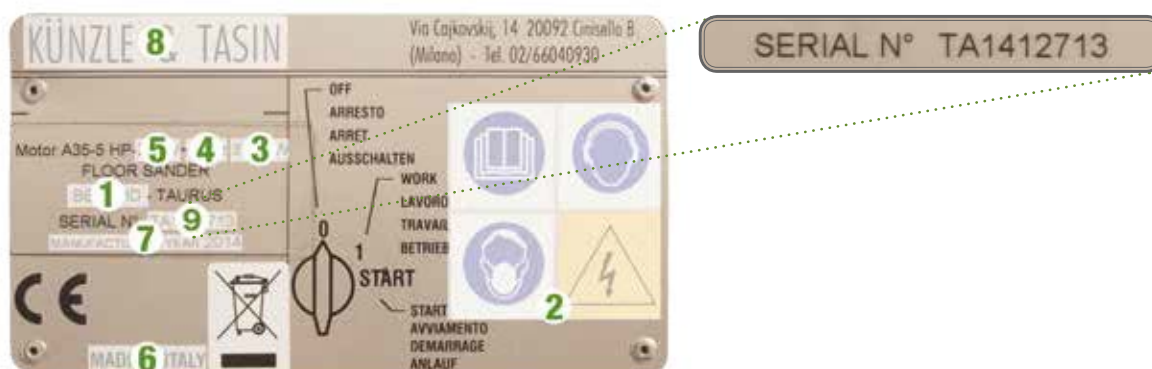 KÜNZLE & TASIN
8
Via Cajkovskij, 14 20092 Cinisello B.
(Milano) - Tel. 02/66040930
SERIAL N° TA1412713
OFF
ARRESTO
ARRET
AUSSCHALTEN
Motor A35-5 HP-
5
4
3
FLOOR SANDER
1
- TAURUS
SERIAL N°
9
7
YEAR 2014
WORK
LAVORO
TRAVAIL
BETRIEB
0
1
START
START
AVVIAMENTO
DEMARRAGE
ANLAUF
2
CE
MADE
6
ITALY